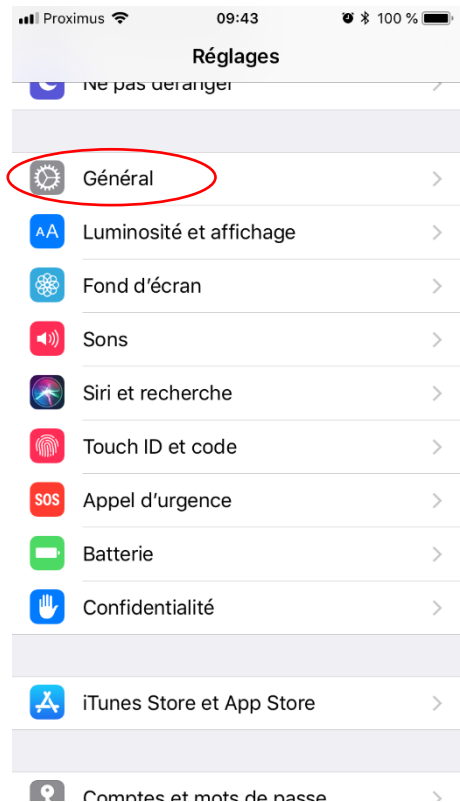 Proximus 09:43 100 %
Réglages
Ne pas déranger
Général
AA Luminosité et affichage
Fond d'écran
Sons
Siri et recherche
Touch ID et code
SOS Appel d'urgence
Batterie
Confidentialité
iTunes Store et App Store
Comptes et mots de passe